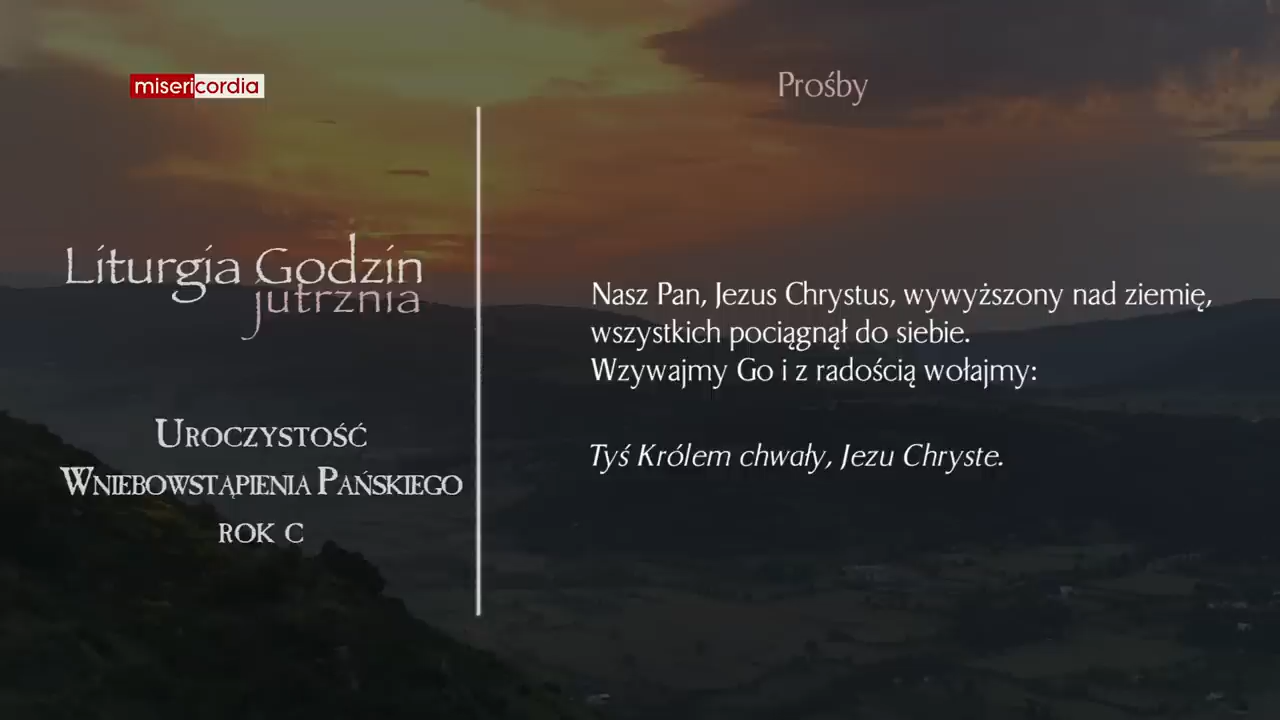 misericordia
Liturgia Godzin
jutrznia
Uroczystość
Wniebowstąpienia Pańskiego
rok C
Prośby
Nasz Pan, Jezus Chrystus, wywyższony nad ziemię,
wszystkich pociągnął do siebie.
Wzywajmy Go i z radością wołajmy:
Tyś Królem chwały, Jezu Chryste.